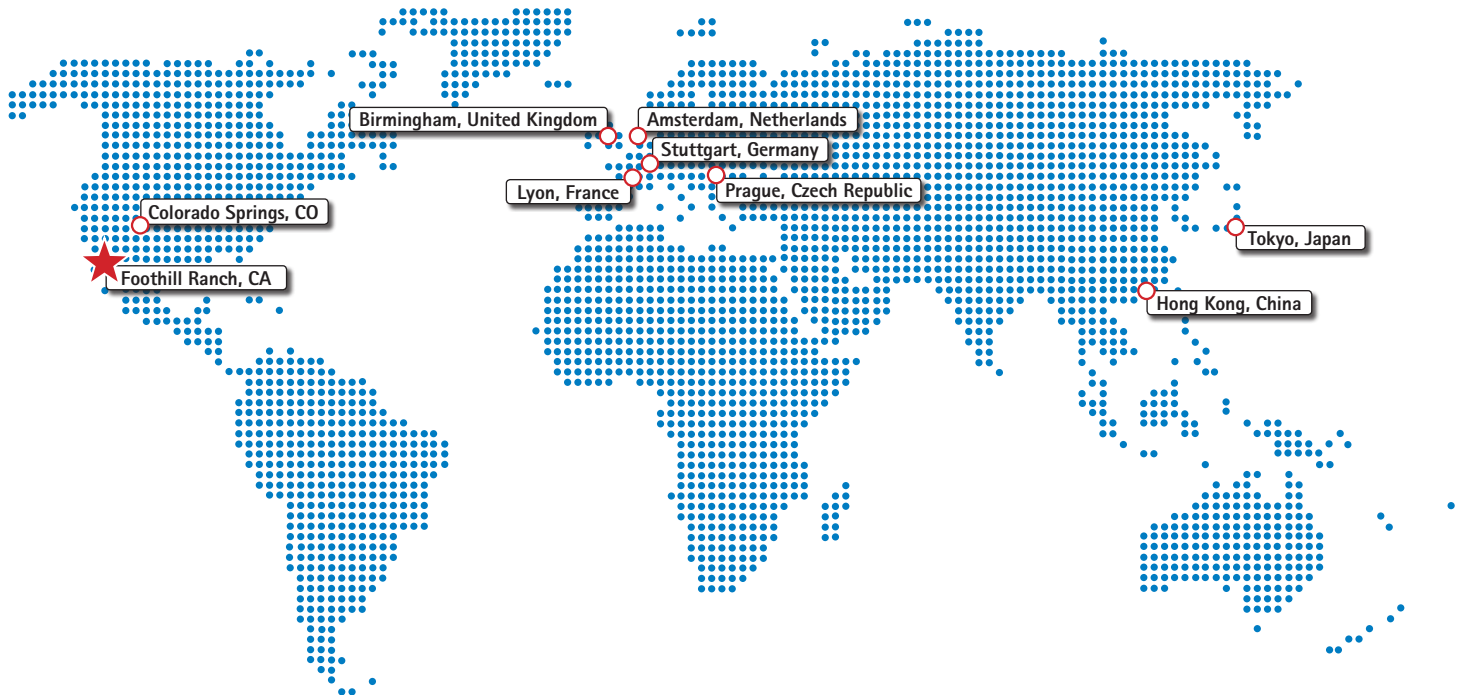 Birmingham, United Kingdom
Amsterdam, Netherlands
Stuttgart, Germany
Lyon, France
Prague, Czech Republic
Colorado Springs, CO
Tokyo, Japan
Foothill Ranch, CA
Hong Kong, China